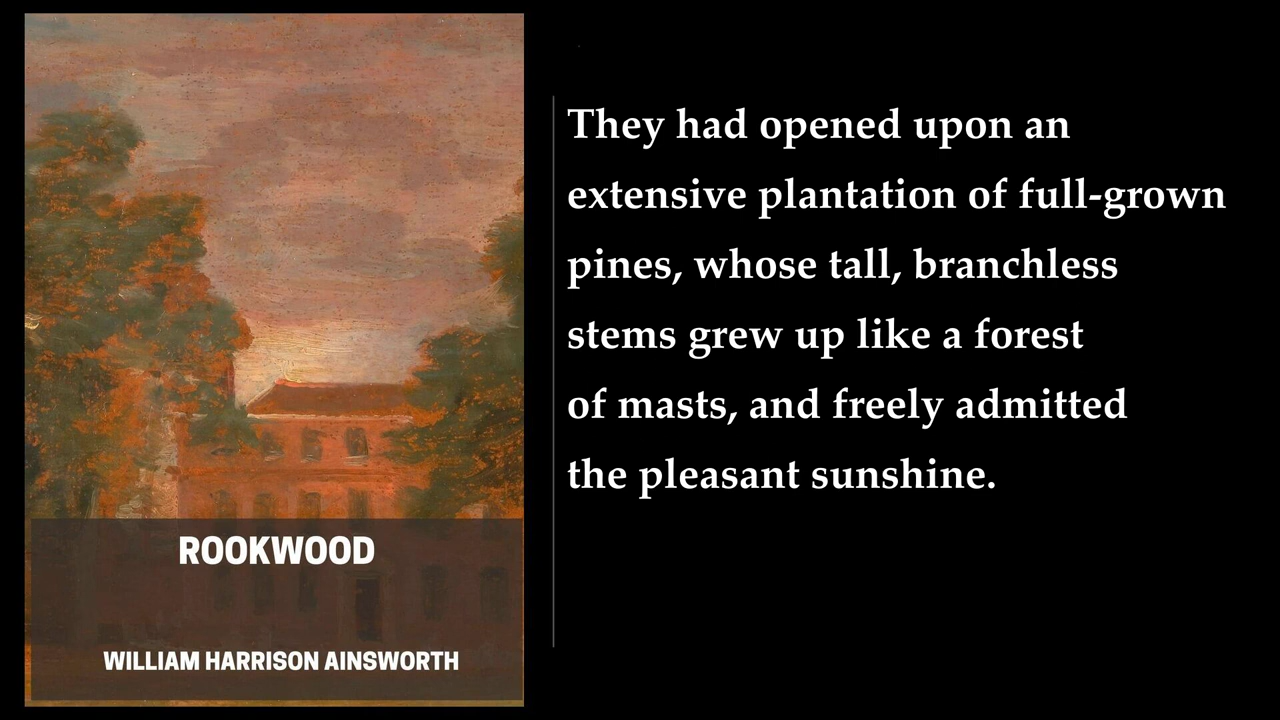 They had opened upon an
extensive plantation of full-grown
pines, whose tall, branchless
stems grew up like a forest
of masts, and freely admitted
the pleasant sunshine.
ROOKWOOD
WILLIAM HARRISON AINSWORTH